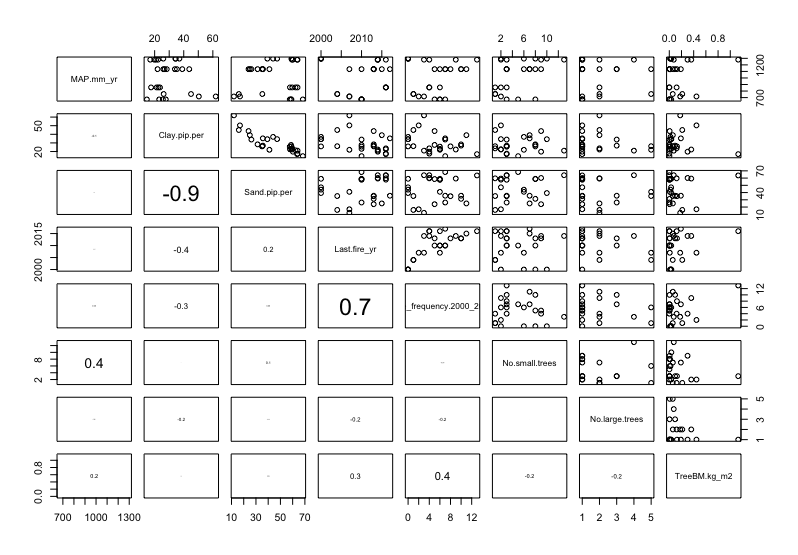 20 40 60 2000 2010 2 6 10 0.0 0.4 0.8
MAP.mm_yr 700 1200
20 50 Clay.pip.per
-0.9 Sand.pip.per 10 40 70
2000 2015 -0.4 0.2 Last.fire_yr
-0.3 0.7 _frequency.2000_2 0 6 12
2 8 0.4 No.small.trees
-0.2 -0.2 -0.2 No.large.trees 1 3 5
0.0 0.4 0.8 0.2 0.3 0.4 -0.2 -0.2 TreeBM.kg_m2
700 1000 1300 10 30 50 70 0 4 8 12 1 2 3 4 5